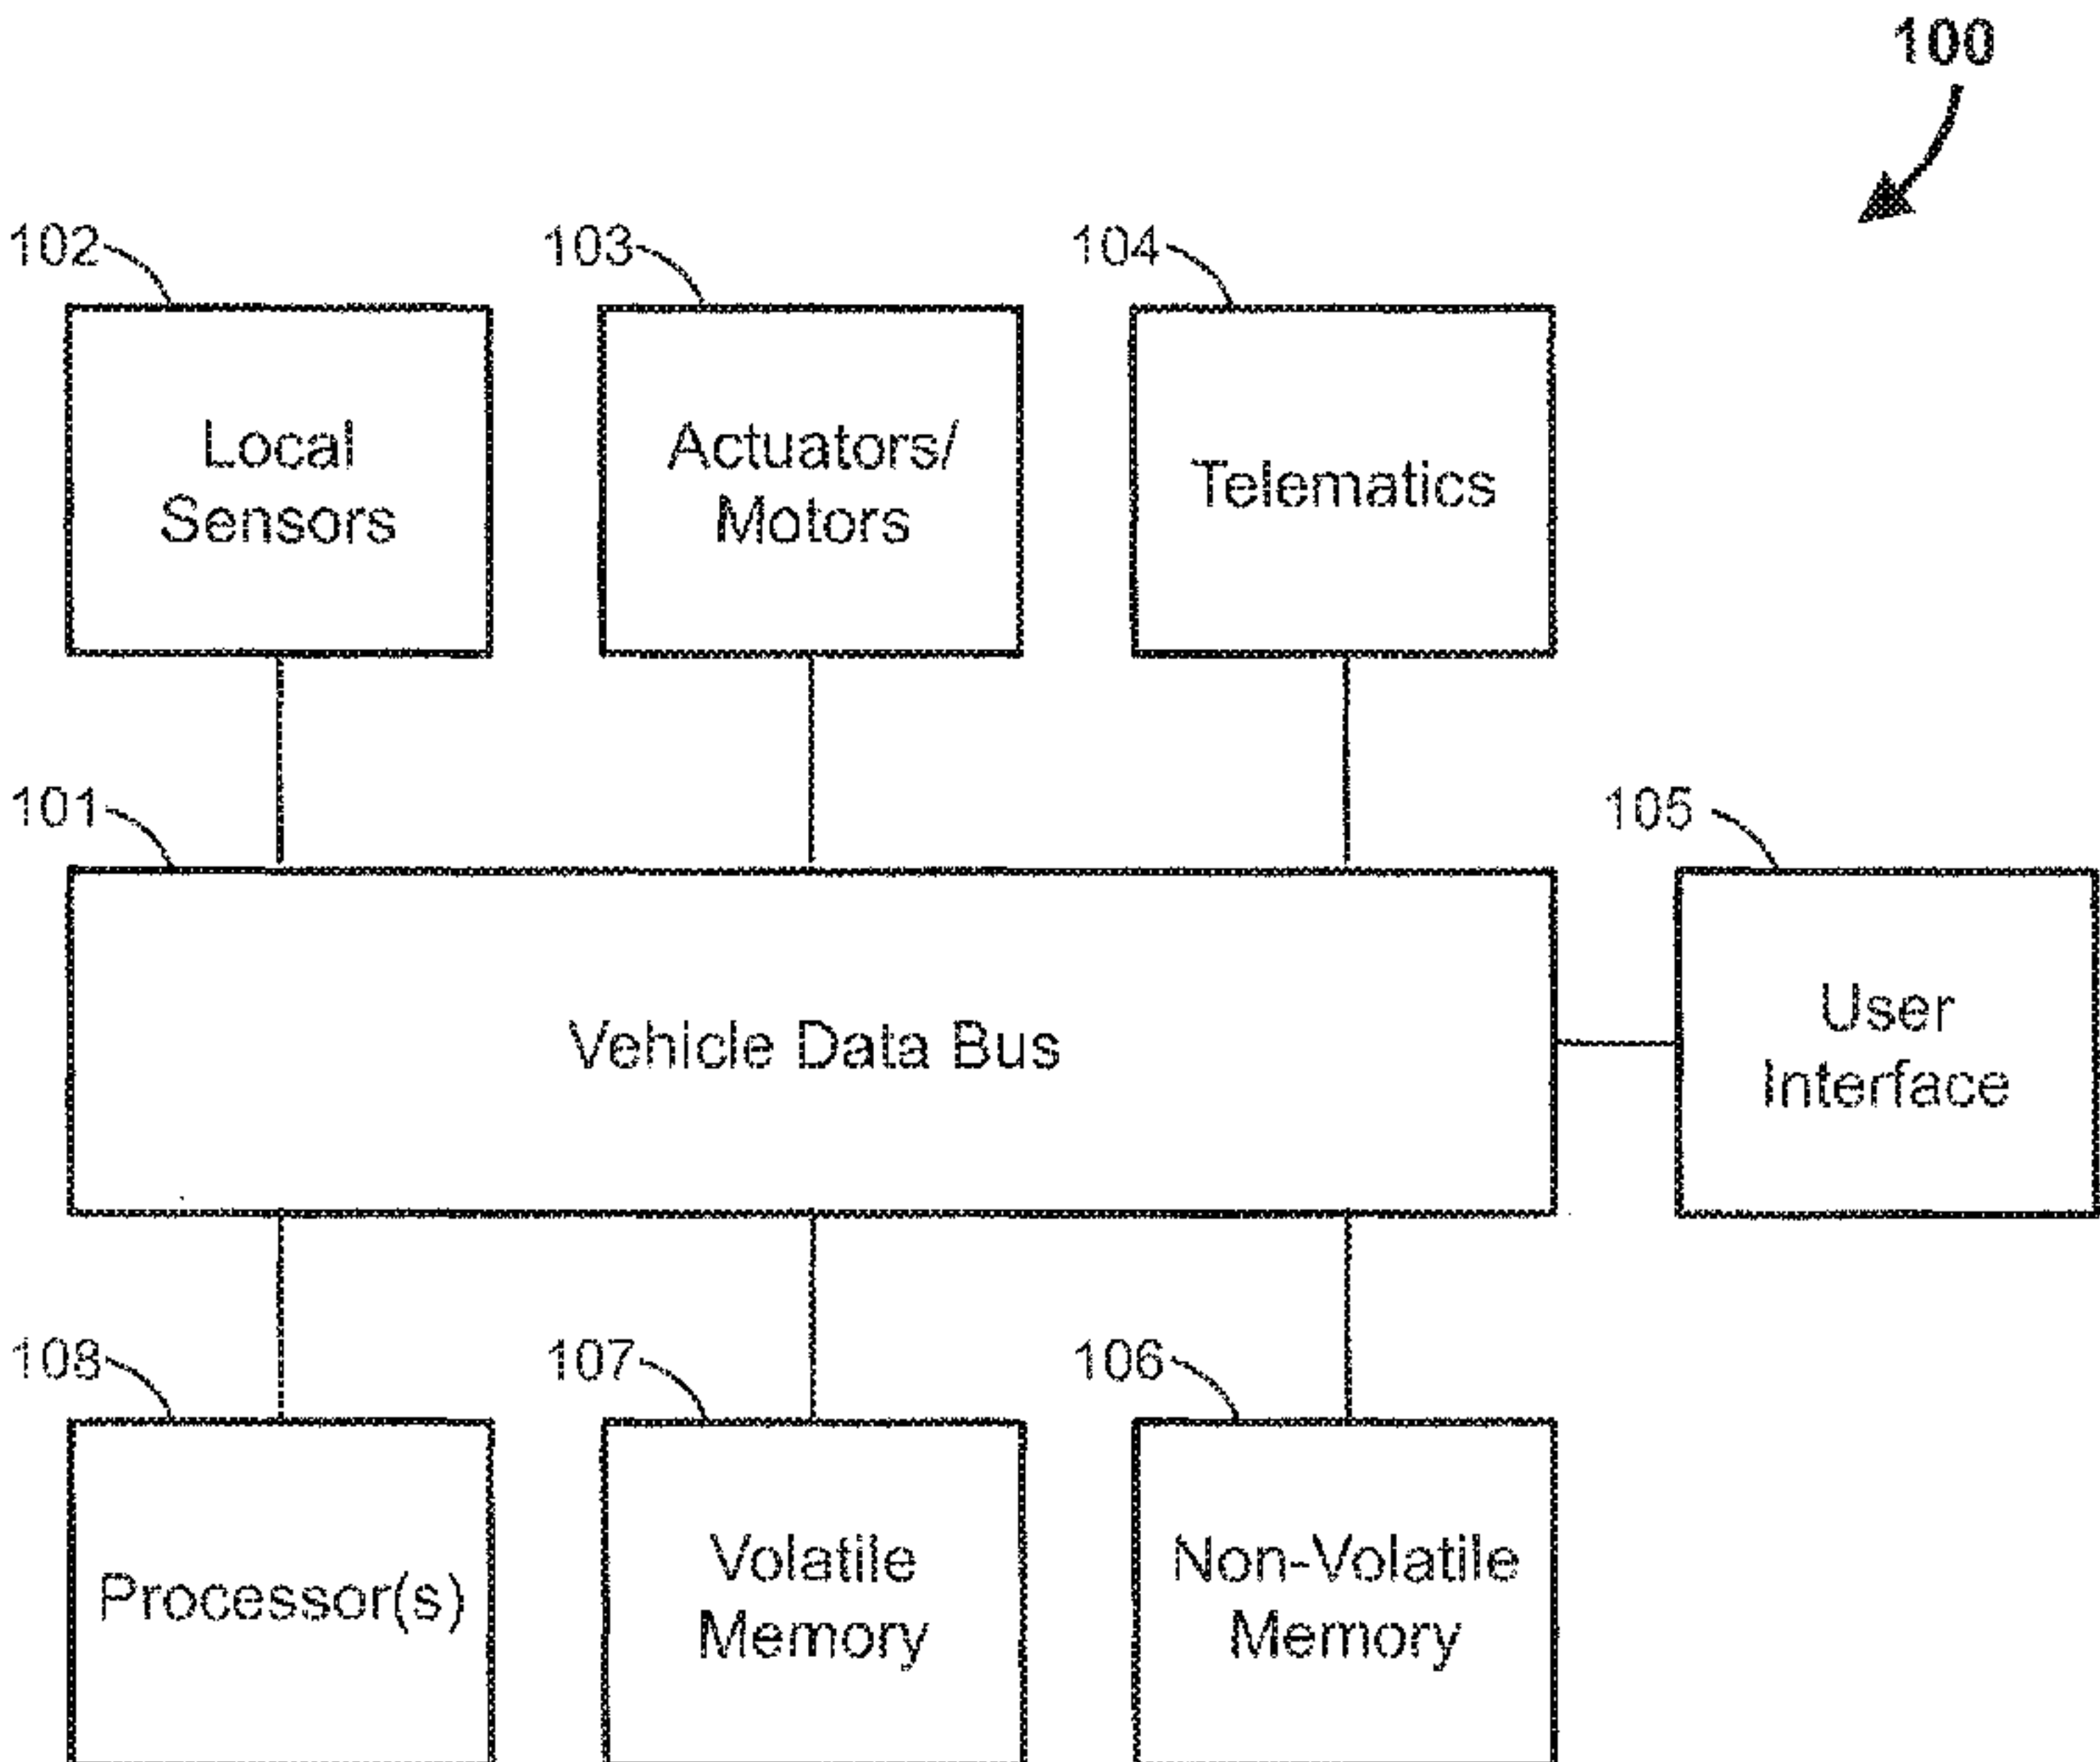 100
102
103
104
Local
Sensors
Actuators/
Motors
Telematics
101
105
Vehicle Data Bus
User
Interface
108
107
106
Processor(s)
Volatile
Memory
Non-Volatile
Memory